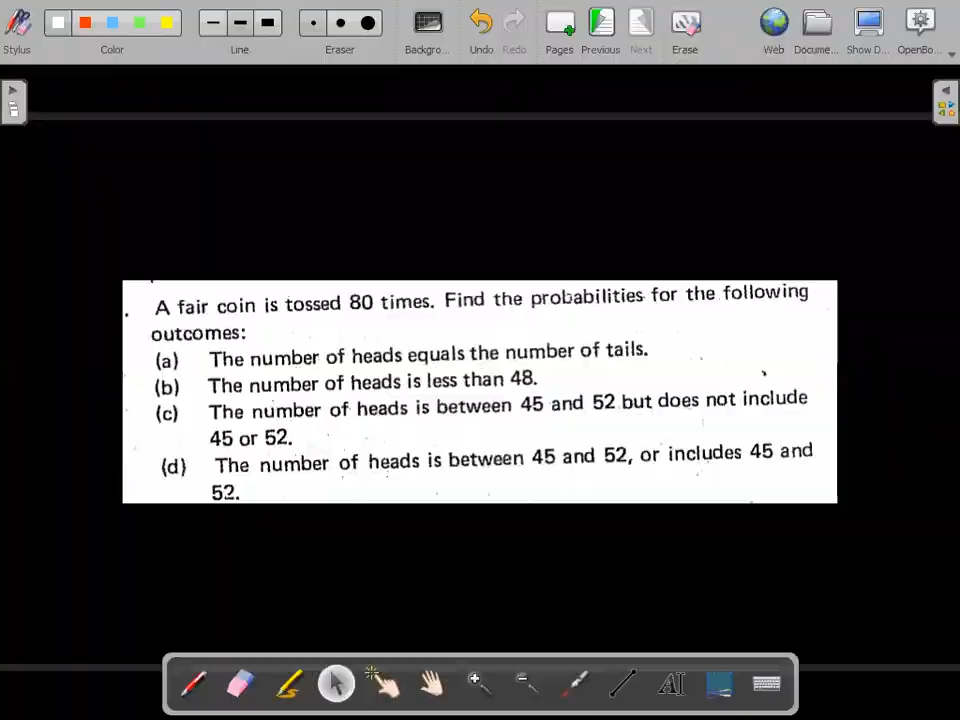 Stylus Color Line Eraser Backgro... Undo Redo Pages Previous Next Erase Web Docume... Show D... OpenBo...
. A fair coin is tossed 80 times. Find the probabilities for the following
outcomes:
(a) The number of heads equals the number of tails.
(b) The number of heads is less than 48.
(c) The number of heads is between 45 and 52 but does not include
45 or 52.
(d) The number of heads is between 45 and 52, or includes 45 and
52.
AI